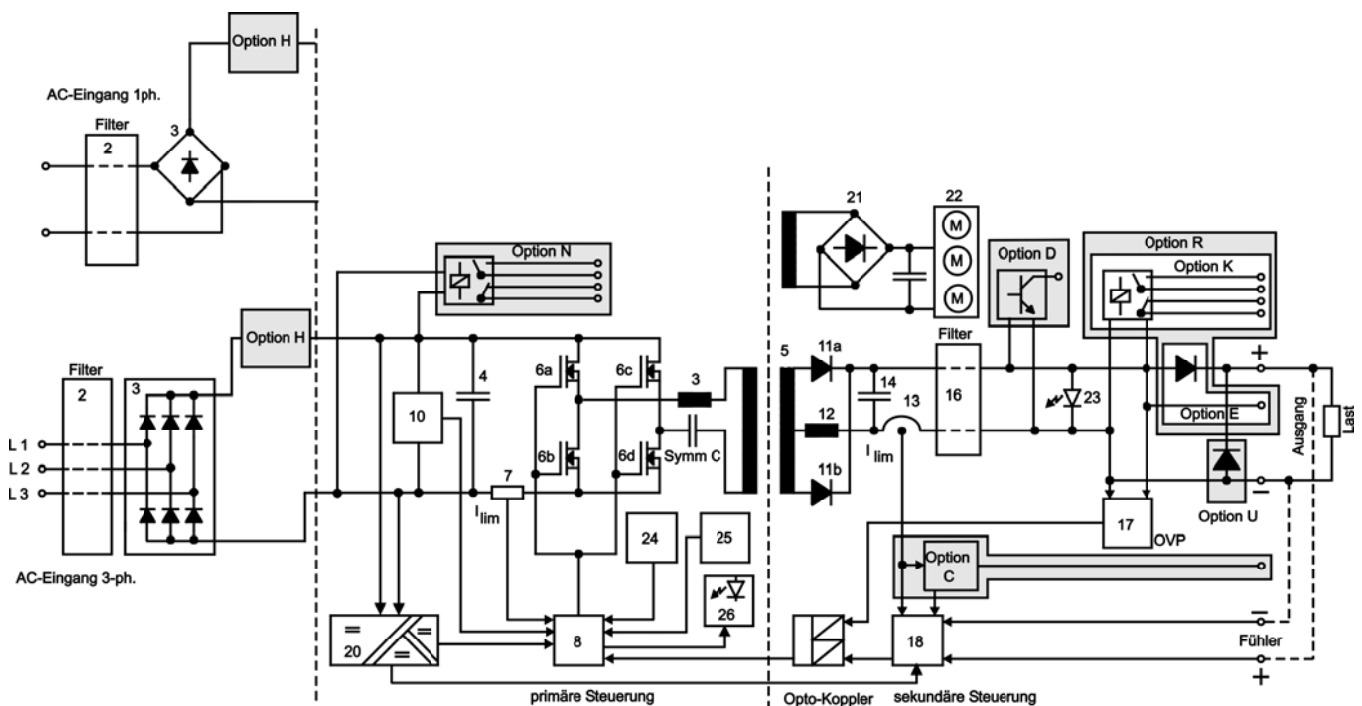 Option H
AC-Eingang 1ph.
Filter
2
3
Option H
Filter
2
3
L 1
L 2
L 3
AC-Eingang 3-ph.
Option N
10
4
6a
6b
6c
6d
3
Symm C
7
I lim
24
25
26
8
20
primäre Steuerung
21
22
M
M
M
5
11a
12
11b
14
13
I lim
Filter
16
Option D
23
Option R
Option K
Option E
+
−
Ausgang
Last
Option U
17
OVP
Option C
18
−
Fühler
+
Opto-Koppler
sekundäre Steuerung